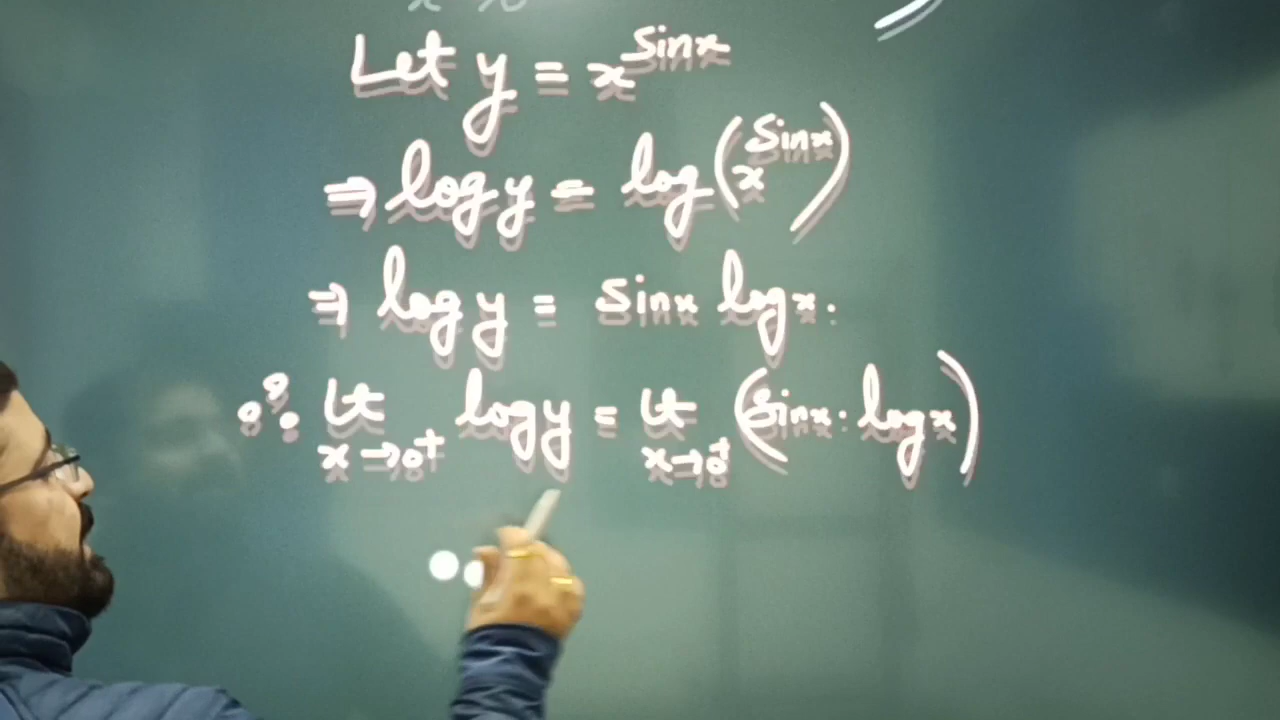 Let y = x^sinx
⇒ log y = log (x^sinx)
⇒ log y = sinx log x.
∴ Lt x→0⁺ log y = Lt x→0⁺ (sinx · log x)